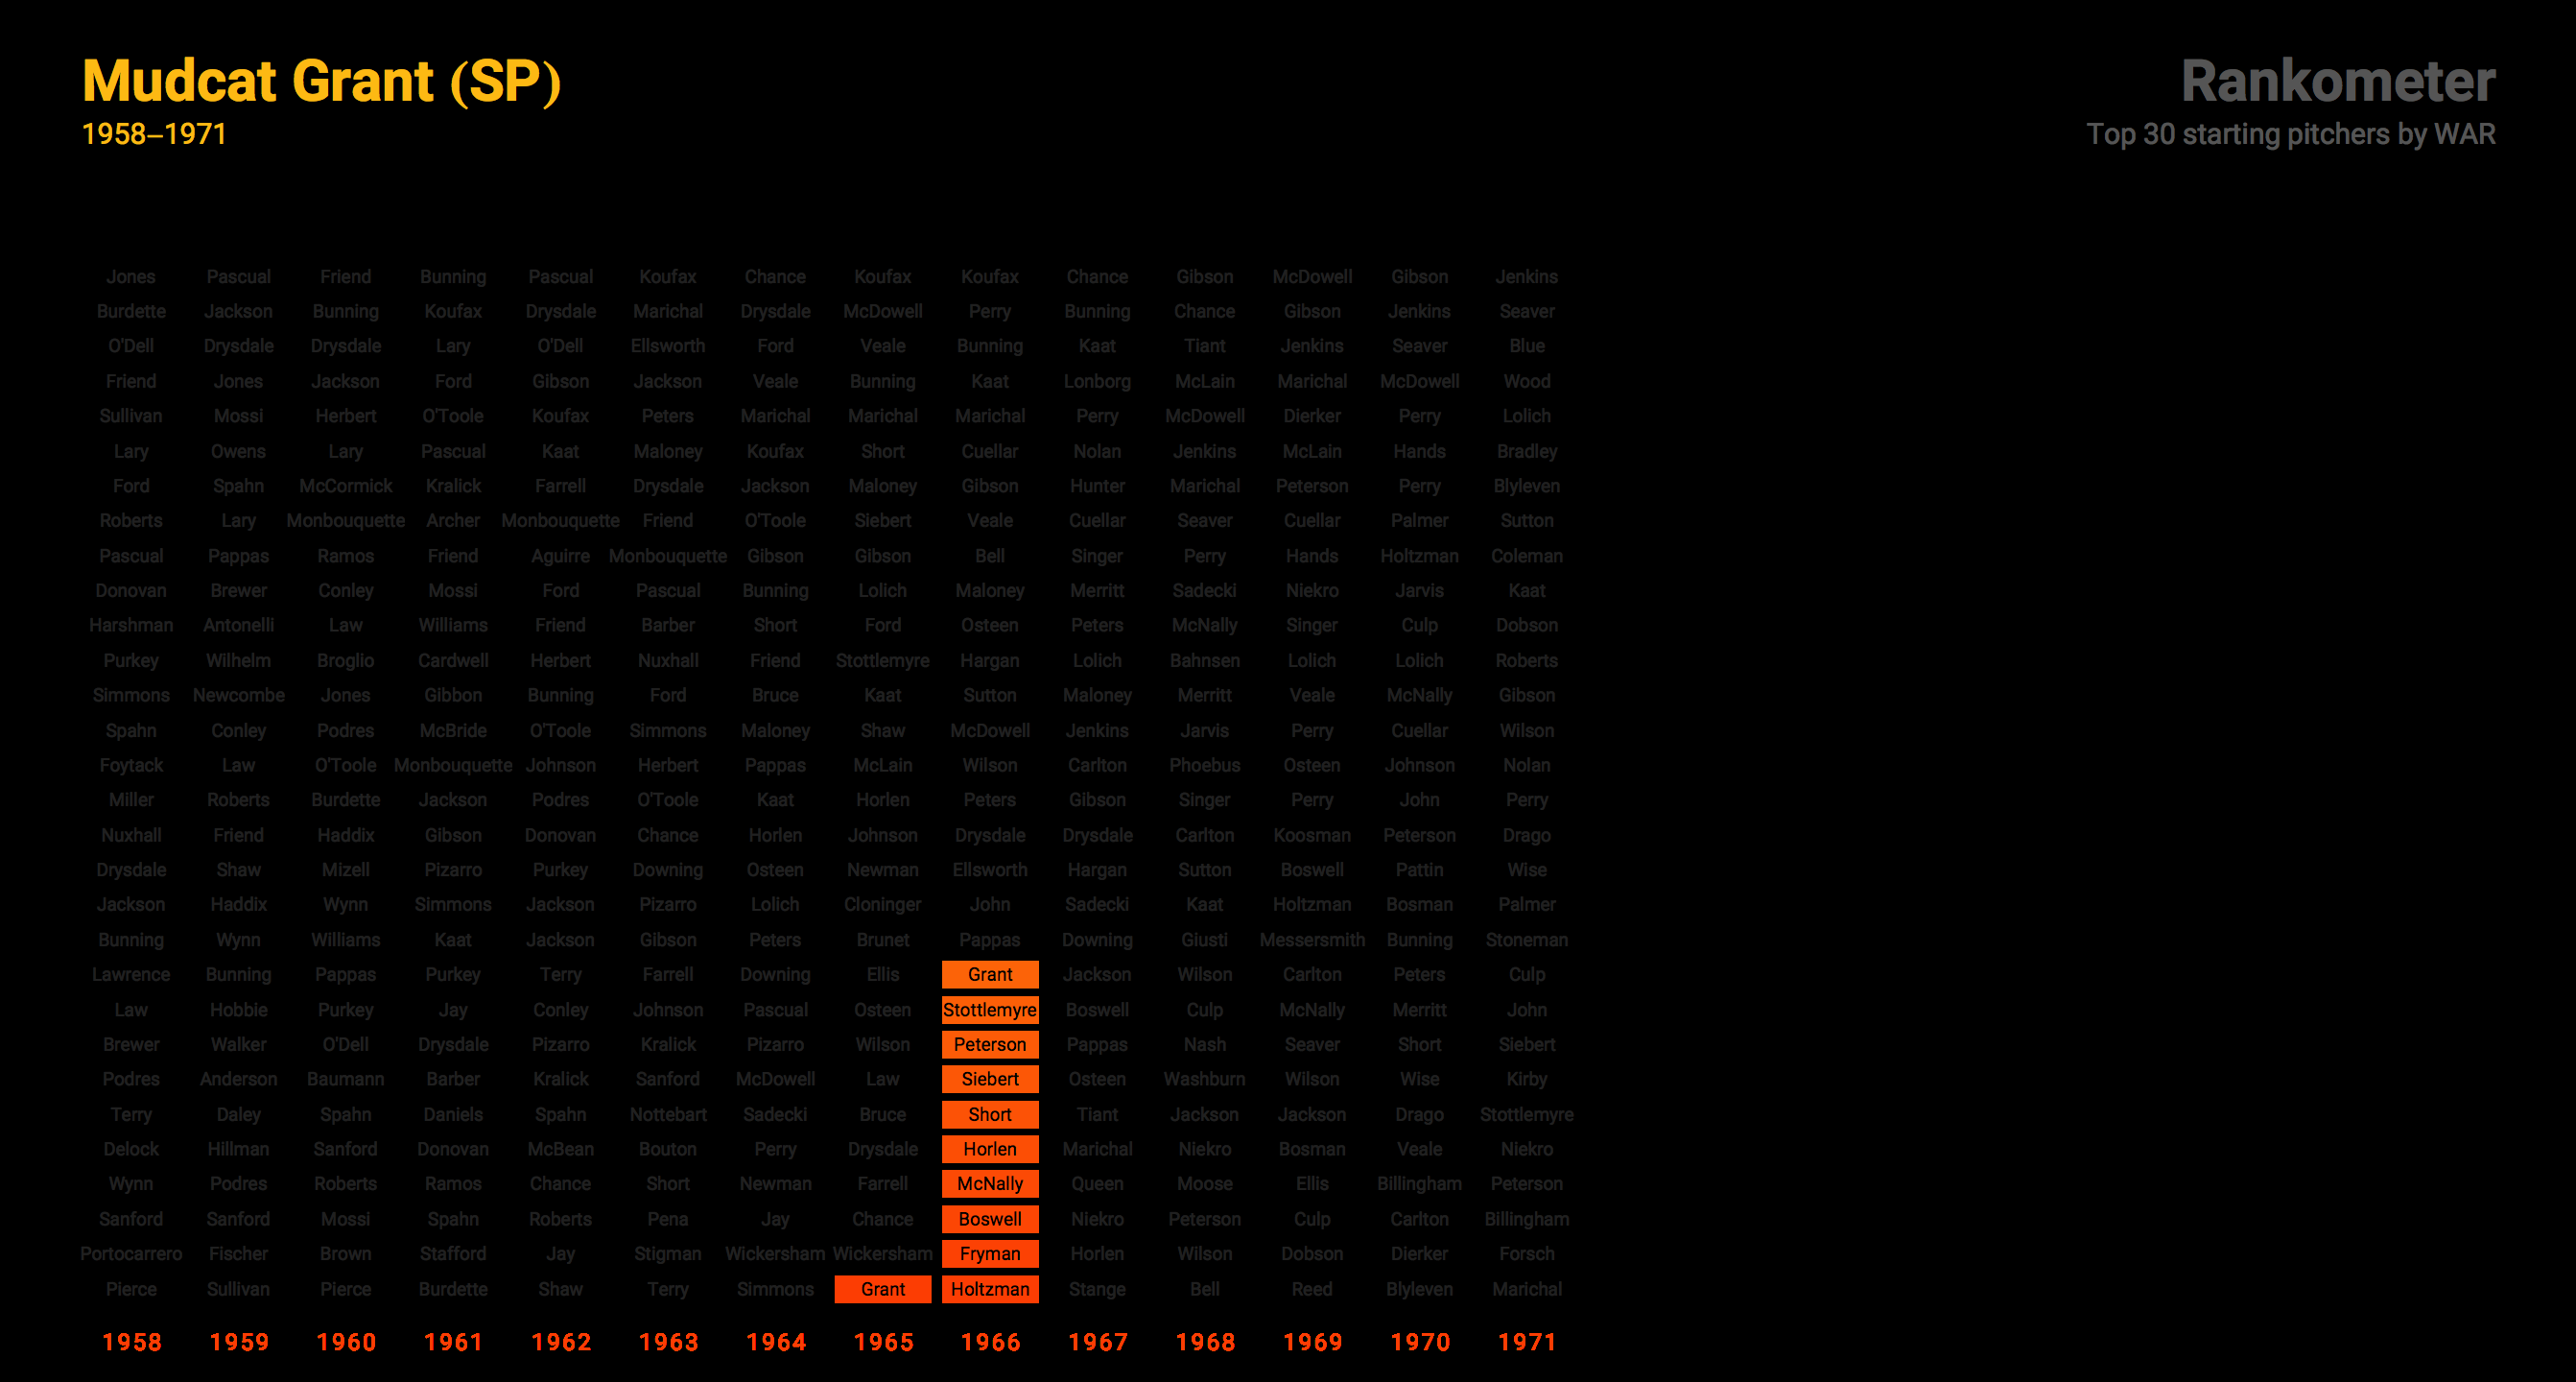 Mudcat Grant (SP)
1958–1971
Rankometer
Top 30 starting pitchers by WAR
Jones Pascual Friend Bunning Pascual Koufax Chance Koufax Koufax Chance Gibson McDowell Gibson Jenkins
Burdette Jackson Bunning Koufax Drysdale Marichal Drysdale McDowell Perry Bunning Chance Gibson Jenkins Seaver
O'Dell Drysdale Drysdale Lary O'Dell Ellsworth Ford Veale Bunning Kaat Tiant Jenkins Seaver Blue
Friend Jones Jackson Ford Gibson Jackson Veale Bunning Kaat Lonborg McLain Marichal McDowell Wood
Sullivan Mossi Herbert O'Toole Koufax Peters Marichal Marichal Marichal Perry McDowell Dierker Perry Lolich
Lary Owens Lary Pascual Kaat Maloney Koufax Short Cuellar Nolan Jenkins McLain Hands Bradley
Ford Spahn McCormick Kralick Farrell Drysdale Jackson Maloney Gibson Hunter Marichal Peterson Perry Blyleven
Roberts Lary Monbouquette Archer Monbouquette Friend O'Toole Siebert Veale Cuellar Seaver Cuellar Palmer Sutton
Pascual Pappas Ramos Friend Aguirre Monbouquette Gibson Gibson Bell Singer Perry Hands Holtzman Coleman
Donovan Brewer Conley Mossi Ford Pascual Bunning Lolich Maloney Merritt Sadecki Niekro Jarvis Kaat
Harshman Antonelli Law Williams Friend Barber Short Ford Osteen Peters McNally Singer Culp Dobson
Purkey Wilhelm Broglio Cardwell Herbert Nuxhall Friend Stottlemyre Hargan Lolich Bahnsen Lolich Lolich Roberts
Simmons Newcombe Jones Gibbon Bunning Ford Bruce Kaat Sutton Maloney Merritt Veale McNally Gibson
Spahn Conley Podres McBride O'Toole Simmons Maloney Shaw McDowell Jenkins Jarvis Perry Cuellar Wilson
Foytack Law O'Toole Monbouquette Johnson Herbert Pappas McLain Wilson Carlton Phoebus Osteen Johnson Nolan
Miller Roberts Burdette Jackson Podres O'Toole Kaat Horlen Peters Gibson Singer Perry John Perry
Nuxhall Friend Haddix Gibson Donovan Chance Horlen Johnson Drysdale Drysdale Carlton Koosman Peterson Drago
Drysdale Shaw Mizell Pizarro Purkey Downing Osteen Newman Ellsworth Hargan Sutton Boswell Pattin Wise
Jackson Haddix Wynn Simmons Jackson Pizarro Lolich Cloninger John Sadecki Kaat Holtzman Bosman Palmer
Bunning Wynn Williams Kaat Jackson Gibson Peters Brunet Pappas Downing Giusti Messersmith Bunning Stoneman
Lawrence Bunning Pappas Purkey Terry Farrell Downing Ellis Grant Jackson Wilson Carlton Peters Culp
Law Hobbie Purkey Jay Conley Johnson Pascual Osteen Stottlemyre Boswell Culp McNally Merritt John
Brewer Walker O'Dell Drysdale Pizarro Kralick Pizarro Wilson Peterson Pappas Nash Seaver Short Siebert
Podres Anderson Baumann Barber Kralick Sanford McDowell Law Siebert Osteen Washburn Wilson Wise Kirby
Terry Daley Spahn Daniels Spahn Nottebart Sadecki Bruce Short Tiant Jackson Jackson Drago Stottlemyre
Delock Hillman Sanford Donovan McBean Bouton Perry Drysdale Horlen Marichal Niekro Bosman Veale Niekro
Wynn Podres Roberts Ramos Chance Short Newman Farrell McNally Queen Moose Ellis Billingham Peterson
Sanford Sanford Mossi Spahn Roberts Pena Jay Chance Boswell Niekro Peterson Culp Carlton Billingham
Portocarrero Fischer Brown Stafford Jay Stigman Wickersham Wickersham Fryman Horlen Wilson Dobson Dierker Forsch
Pierce Sullivan Pierce Burdette Shaw Terry Simmons Grant Holtzman Stange Bell Reed Blyleven Marichal
1958 1959 1960 1961 1962 1963 1964 1965 1966 1967 1968 1969 1970 1971